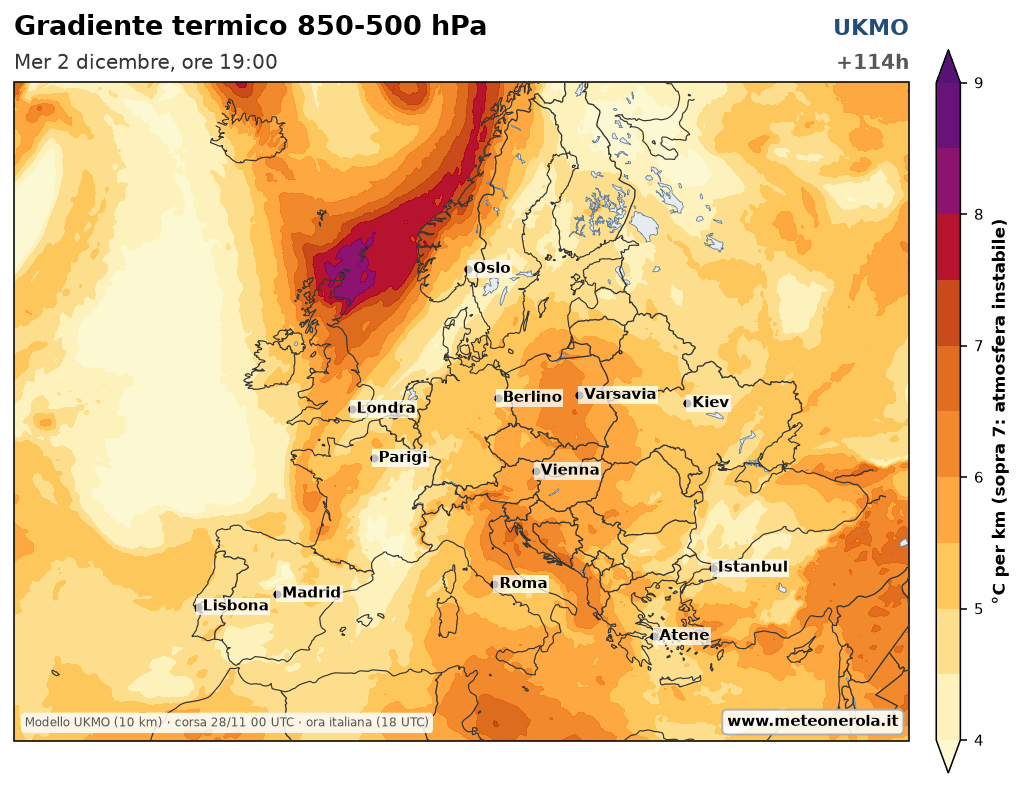 Gradiente termico 850-500 hPa
UKMO
Mer 2 dicembre, ore 19:00
+114h
9
8
7
6
5
4
°C per km (sopra 7: atmosfera instabile)
Oslo
Berlino
Varsavia
Kiev
Londra
Parigi
Vienna
Istanbul
Roma
Madrid
Lisbona
Atene
Modello UKMO (10 km) · corsa 28/11 00 UTC · ora italiana (18 UTC)
www.meteonerola.it